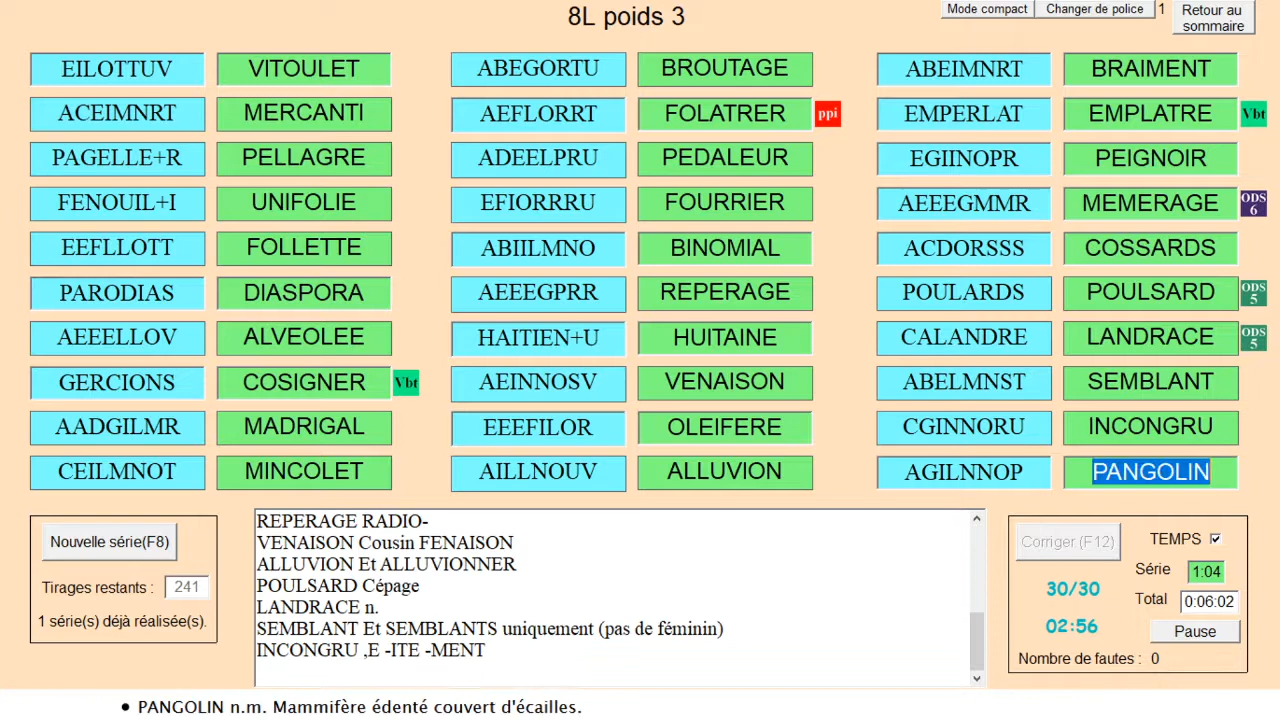 8L poids 3
Mode compact
Changer de police
1
Retour au
sommaire
EILOTTUV VITOULET
ABEGORTU BROUTAGE
ABEIMNRT BRAIMENT
ACEIMNRT MERCANTI
AEFLORRT FOLATRER ppi
EMPERLAT EMPLATRE Vbt
PAGELLE+R PELLAGRE
ADEELPRU PEDALEUR
EGIINOPR PEIGNOIR
FENOUIL+I UNIFOLIE
EFIORRRU FOURRIER
AEEEGMMR MEMERAGE ODS 6
EEFLLOTT FOLLETTE
ABIILMNO BINOMIAL
ACDORSSS COSSARDS
PARODIAS DIASPORA
AEEEGPRR REPERAGE
POULARDS POULSARD ODS 5
AEEELLOV ALVEOLEE
HAITIEN+U HUITAINE
CALANDRE LANDRACE ODS 5
GERCIONS COSIGNER Vbt
AEINNOSV VENAISON
ABELMNST SEMBLANT
AADGILMR MADRIGAL
EEEFILOR OLEIFERE
CGINNORU INCONGRU
CEILMNOT MINCOLET
AILLNOUV ALLUVION
AGILNNOP PANGOLIN
Nouvelle série(F8)
Tirages restants : 241
1 série(s) déjà réalisée(s).
REPERAGE RADIO-
VENAISON Cousin FENAISON
ALLUVION Et ALLUVIONNER
POULSARD Cépage
LANDRACE n.
SEMBLANT Et SEMBLANTS uniquement (pas de féminin)
INCONGRU ,E -ITE -MENT
Corriger (F12)
TEMPS
Série 1:04
30/30
Total 0:06:02
02:56
Pause
Nombre de fautes : 0
• PANGOLIN n.m. Mammifère édenté couvert d'écailles.